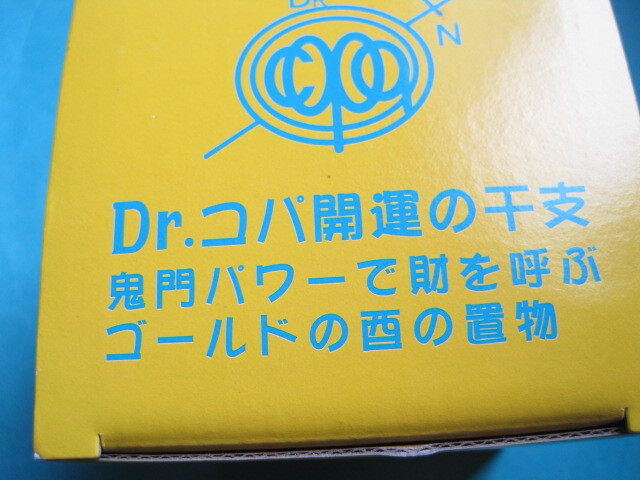 DR
N
Dr.コパ開運の干支
鬼門パワーで財を呼ぶ
ゴールドの酉の置物